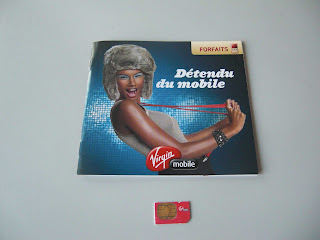 FORFAITS
Détendu
du mobile
Virgin
mobile